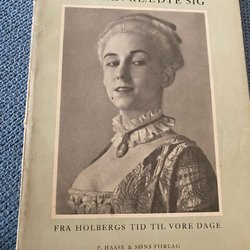 KLÆDTE SIG
FRA HOLBERGS TID TIL VORE DAGE
P. HAASE & SØNS FORLAG